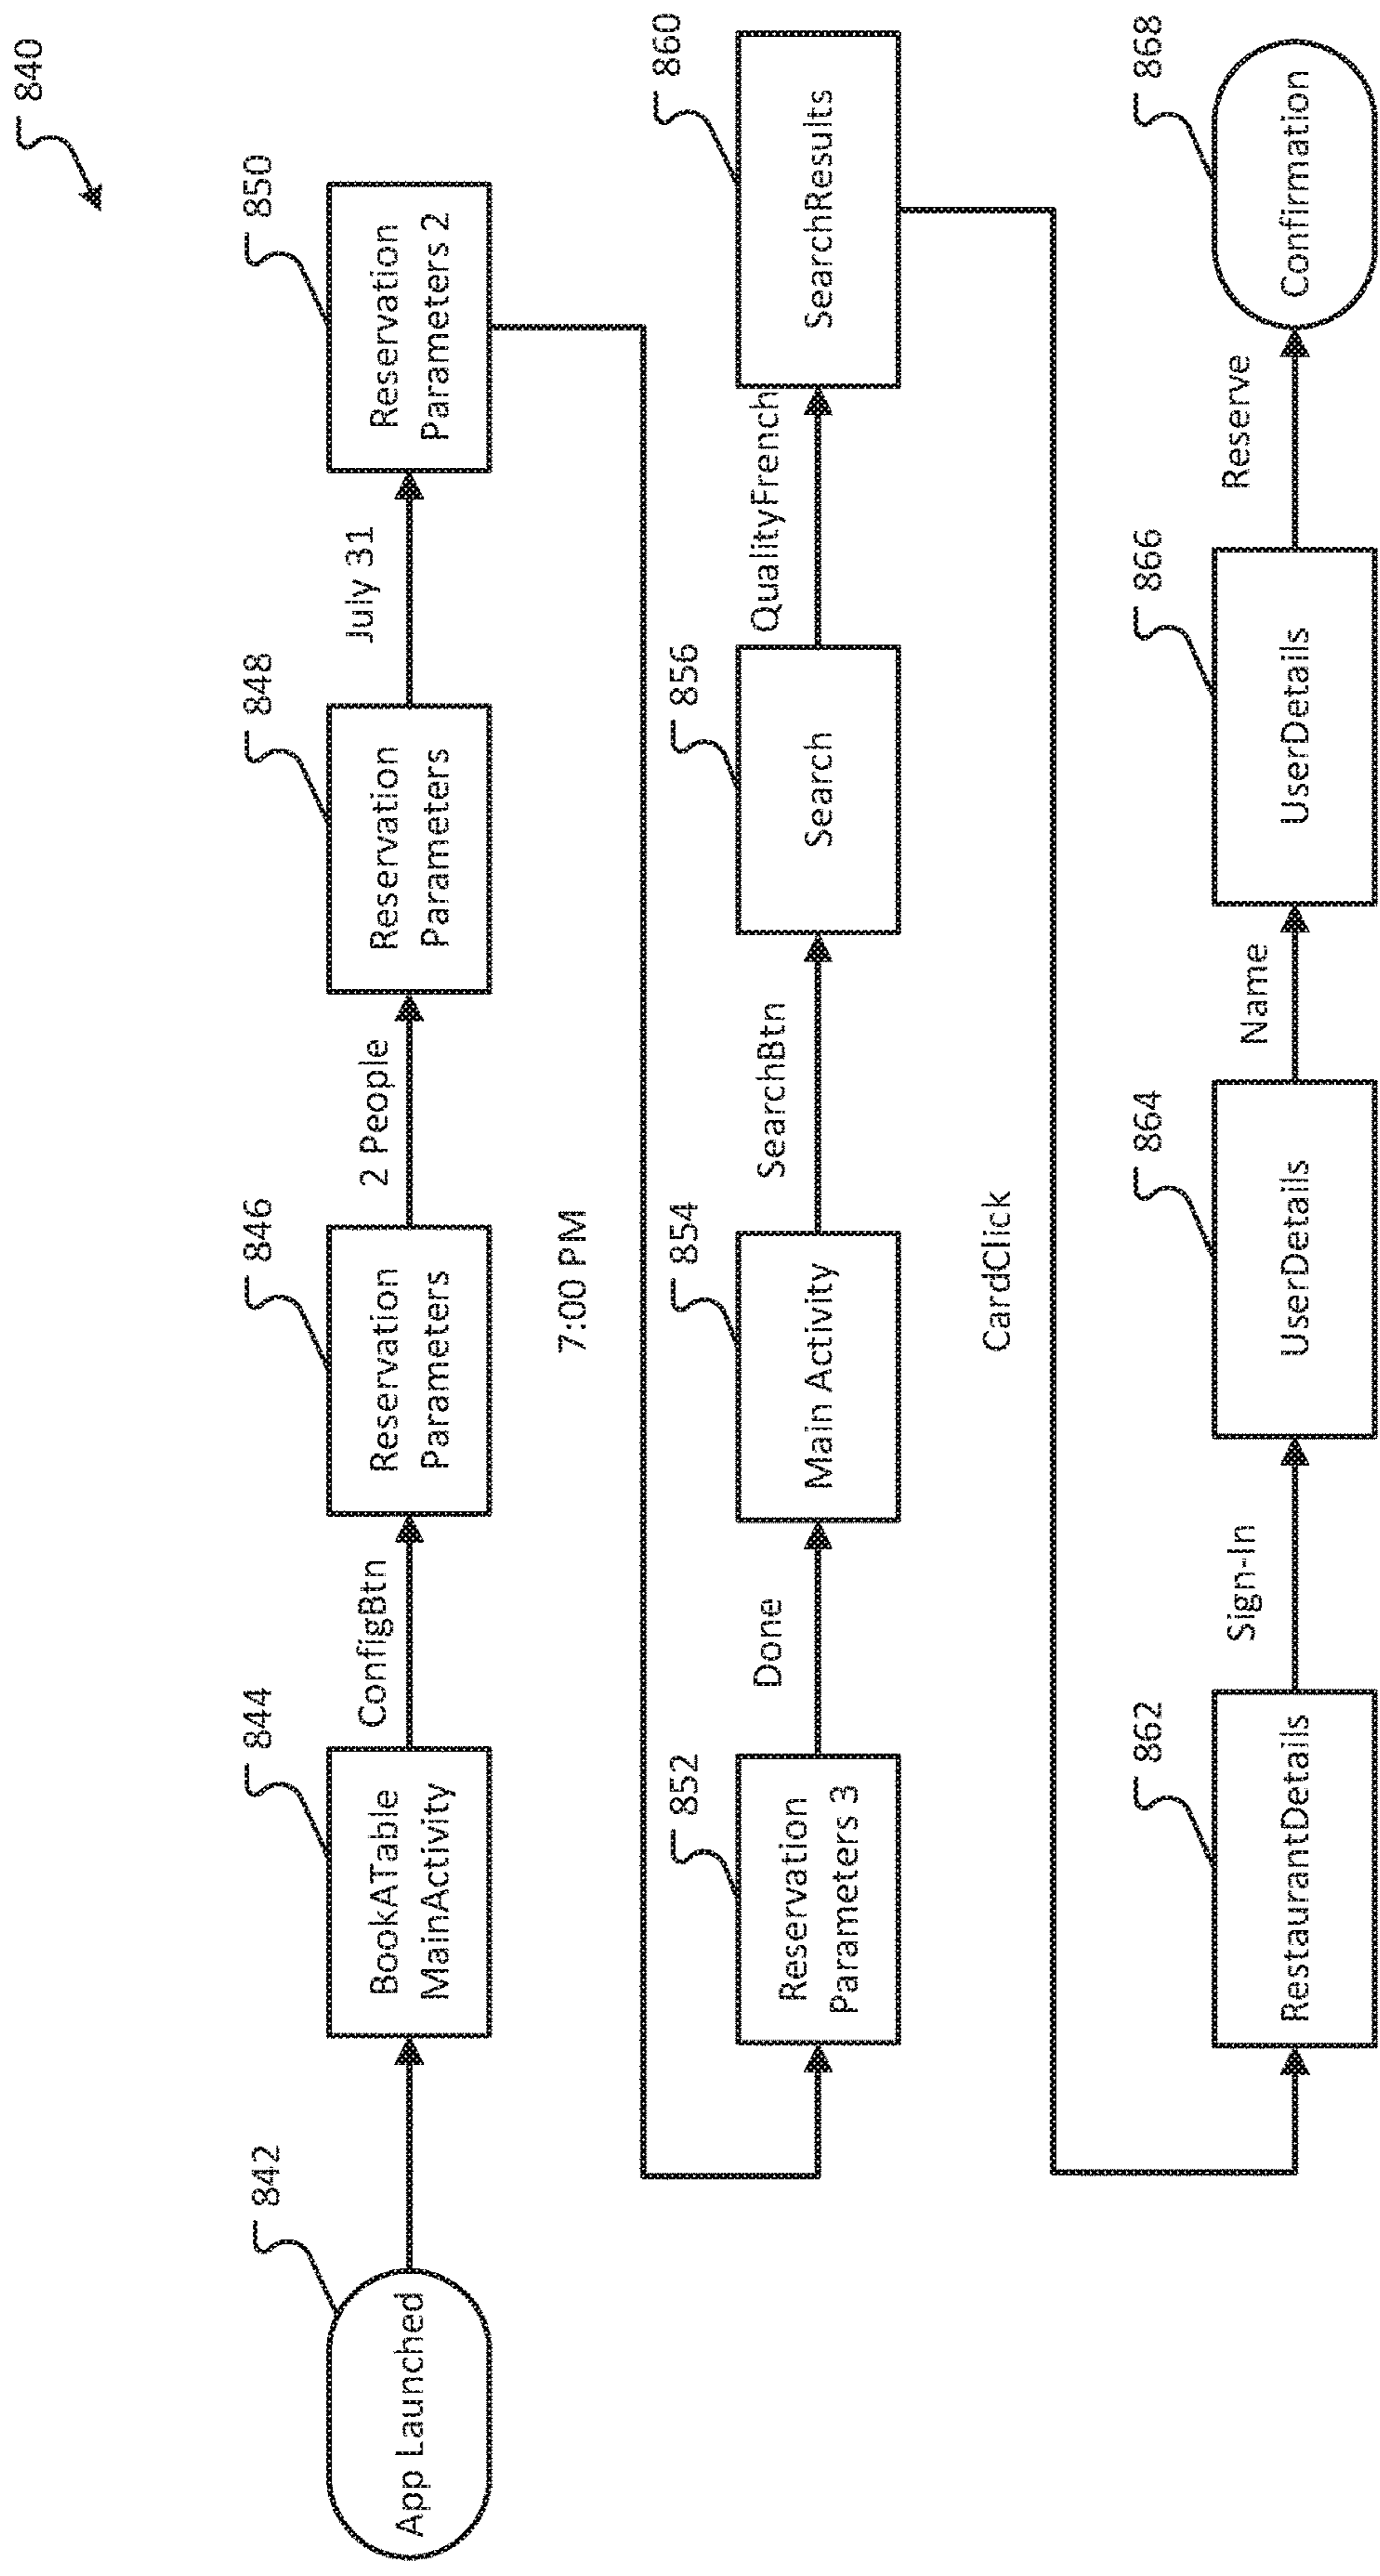 840
842
App Launched
844
BookATable
MainActivity
ConfigBtn
846
Reservation
Parameters
2 People
848
Reservation
Parameters
July 31
850
Reservation
Parameters 2
7:00 PM
852
Reservation
Parameters 3
Done
854
Main Activity
SearchBtn
856
Search
QualityFrench
860
SearchResults
CardClick
862
RestaurantDetails
Sign-In
864
UserDetails
Name
866
UserDetails
Reserve
868
Confirmation